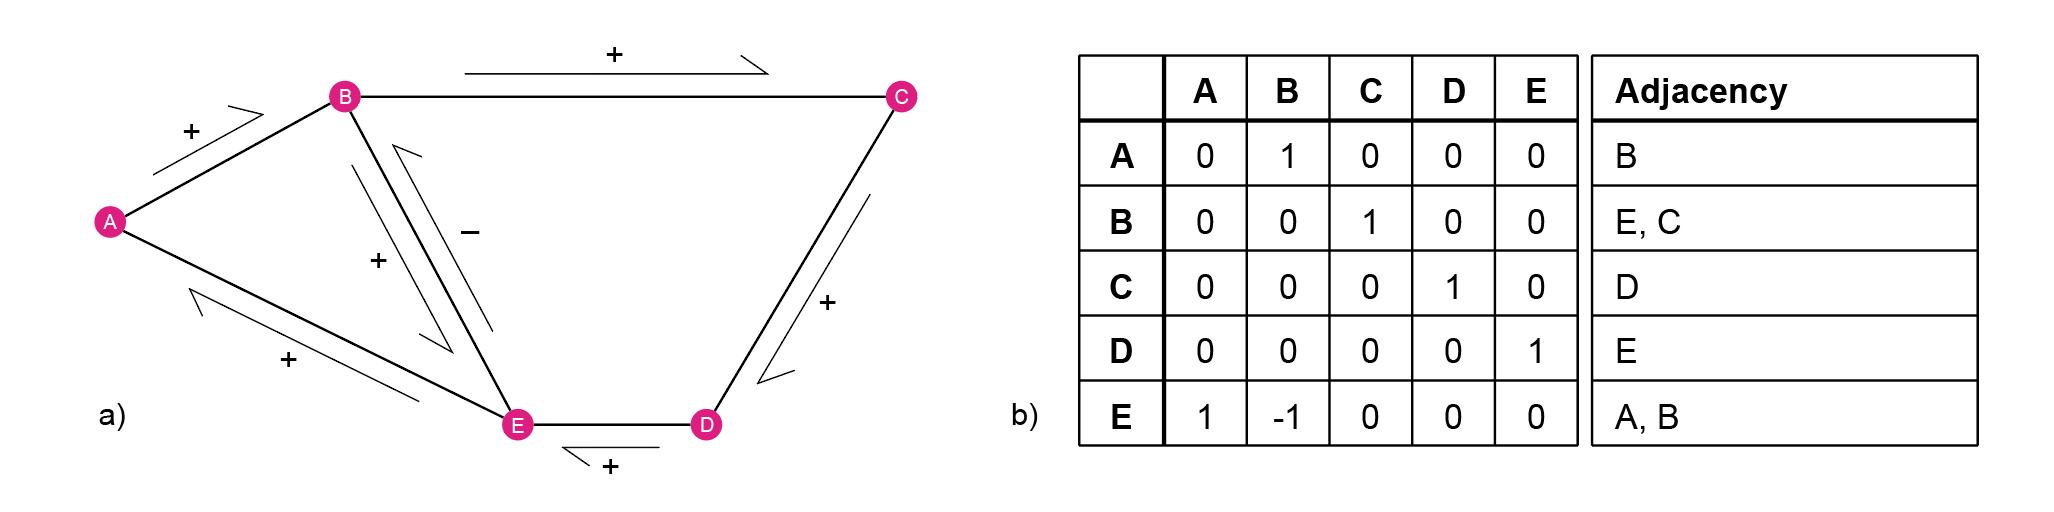 +
B
C
+
A
−
+
+
+
a)
E
D
+
b)
A B C D E Adjacency
A 0 1 0 0 0 B
B 0 0 1 0 0 E, C
C 0 0 0 1 0 D
D 0 0 0 0 1 E
E 1 -1 0 0 0 A, B